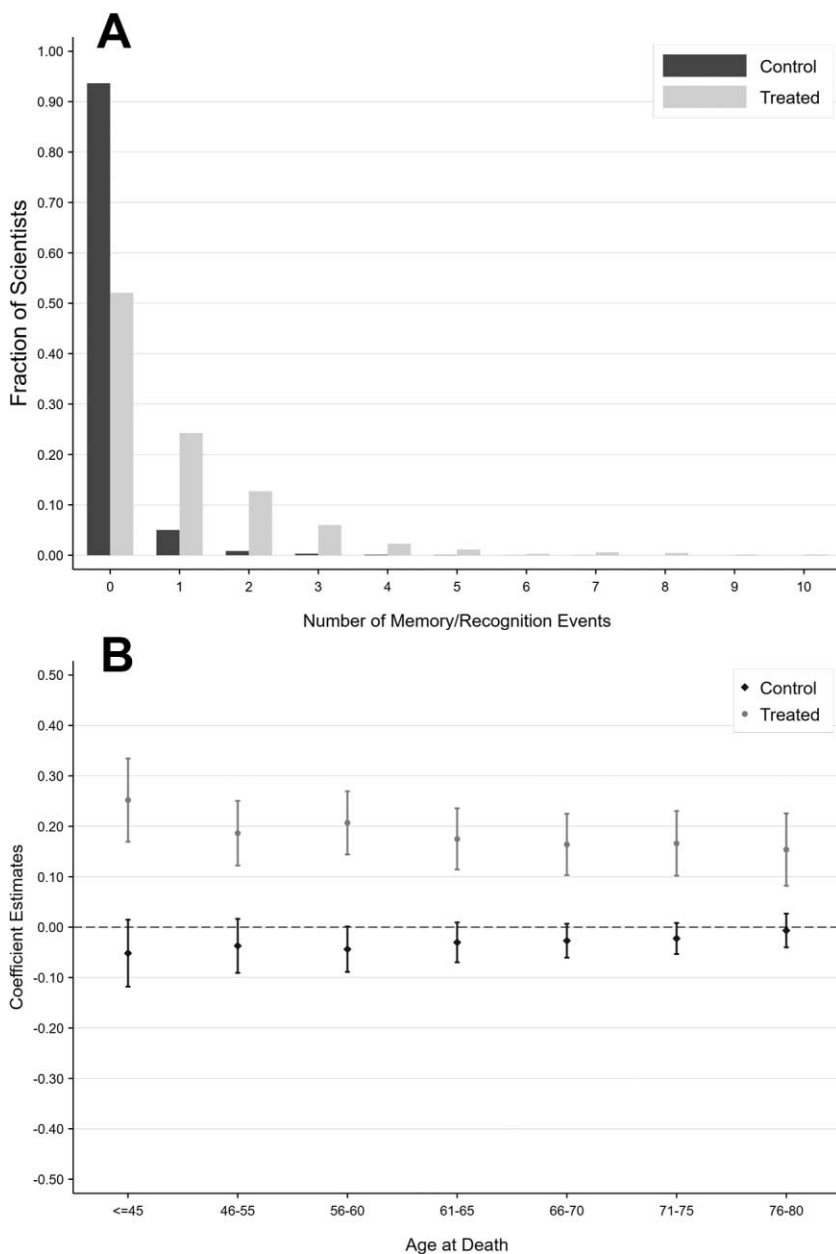 A
1.00
0.90
0.80
0.70
0.60
0.50
0.40
0.30
0.20
0.10
0.00
Fraction of Scientists
Control
Treated
0 1 2 3 4 5 6 7 8 9 10
Number of Memory/Recognition Events
B
0.50
0.40
0.30
0.20
0.10
0.00
-0.10
-0.20
-0.30
-0.40
-0.50
Coefficient Estimates
Control
Treated
<=45 46-55 56-60 61-65 66-70 71-75 76-80
Age at Death